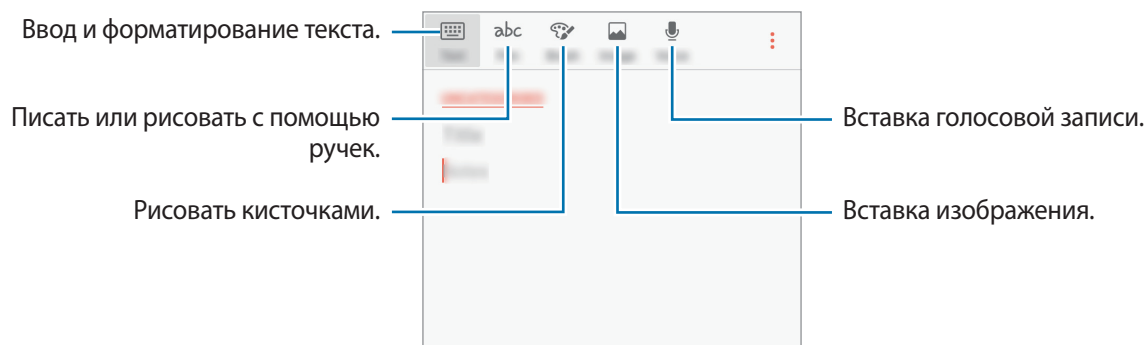 Ввод и форматирование текста.
abc
Писать или рисовать с помощью
ручек.
Вставка голосовой записи.
Рисовать кисточками.
Вставка изображения.